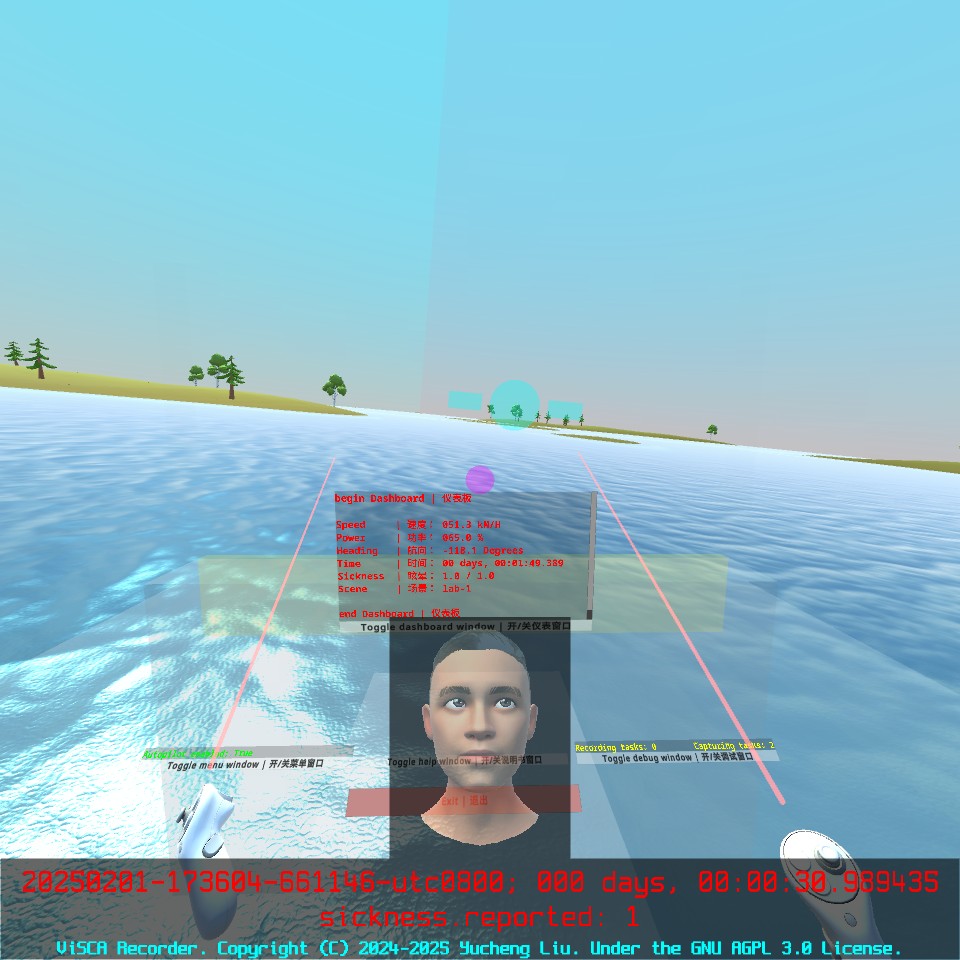 begin Dashboard | 仪表板
Speed | 速度: 051.3 kN/H
Power | 功率: 065.0 %
Heading | 航向: -118.1 Degrees
Time | 时间: 00 days, 00:01:49.389
Sickness | 眩晕: 1.0 / 1.0
Scene | 场景: lab-1
end Dashboard | 仪表板
Toggle dashboard window | 开/关仪表窗口
Autopilot TRUE
Toggle menu window | 开/关菜单窗口
Toggle help window | 开/关说明书窗口
Recording tasks: 0 Capturing tasks: 2
Toggle debug window | 开/关调试窗口
Exit | 退出
20250201-173604-661146-utc0800; 000 days, 00:00:30.989435
sickness.reported: 1
ViSCA Recorder. Copyright (C) 2024-2025 Yucheng Liu. Under the GNU AGPL 3.0 License.